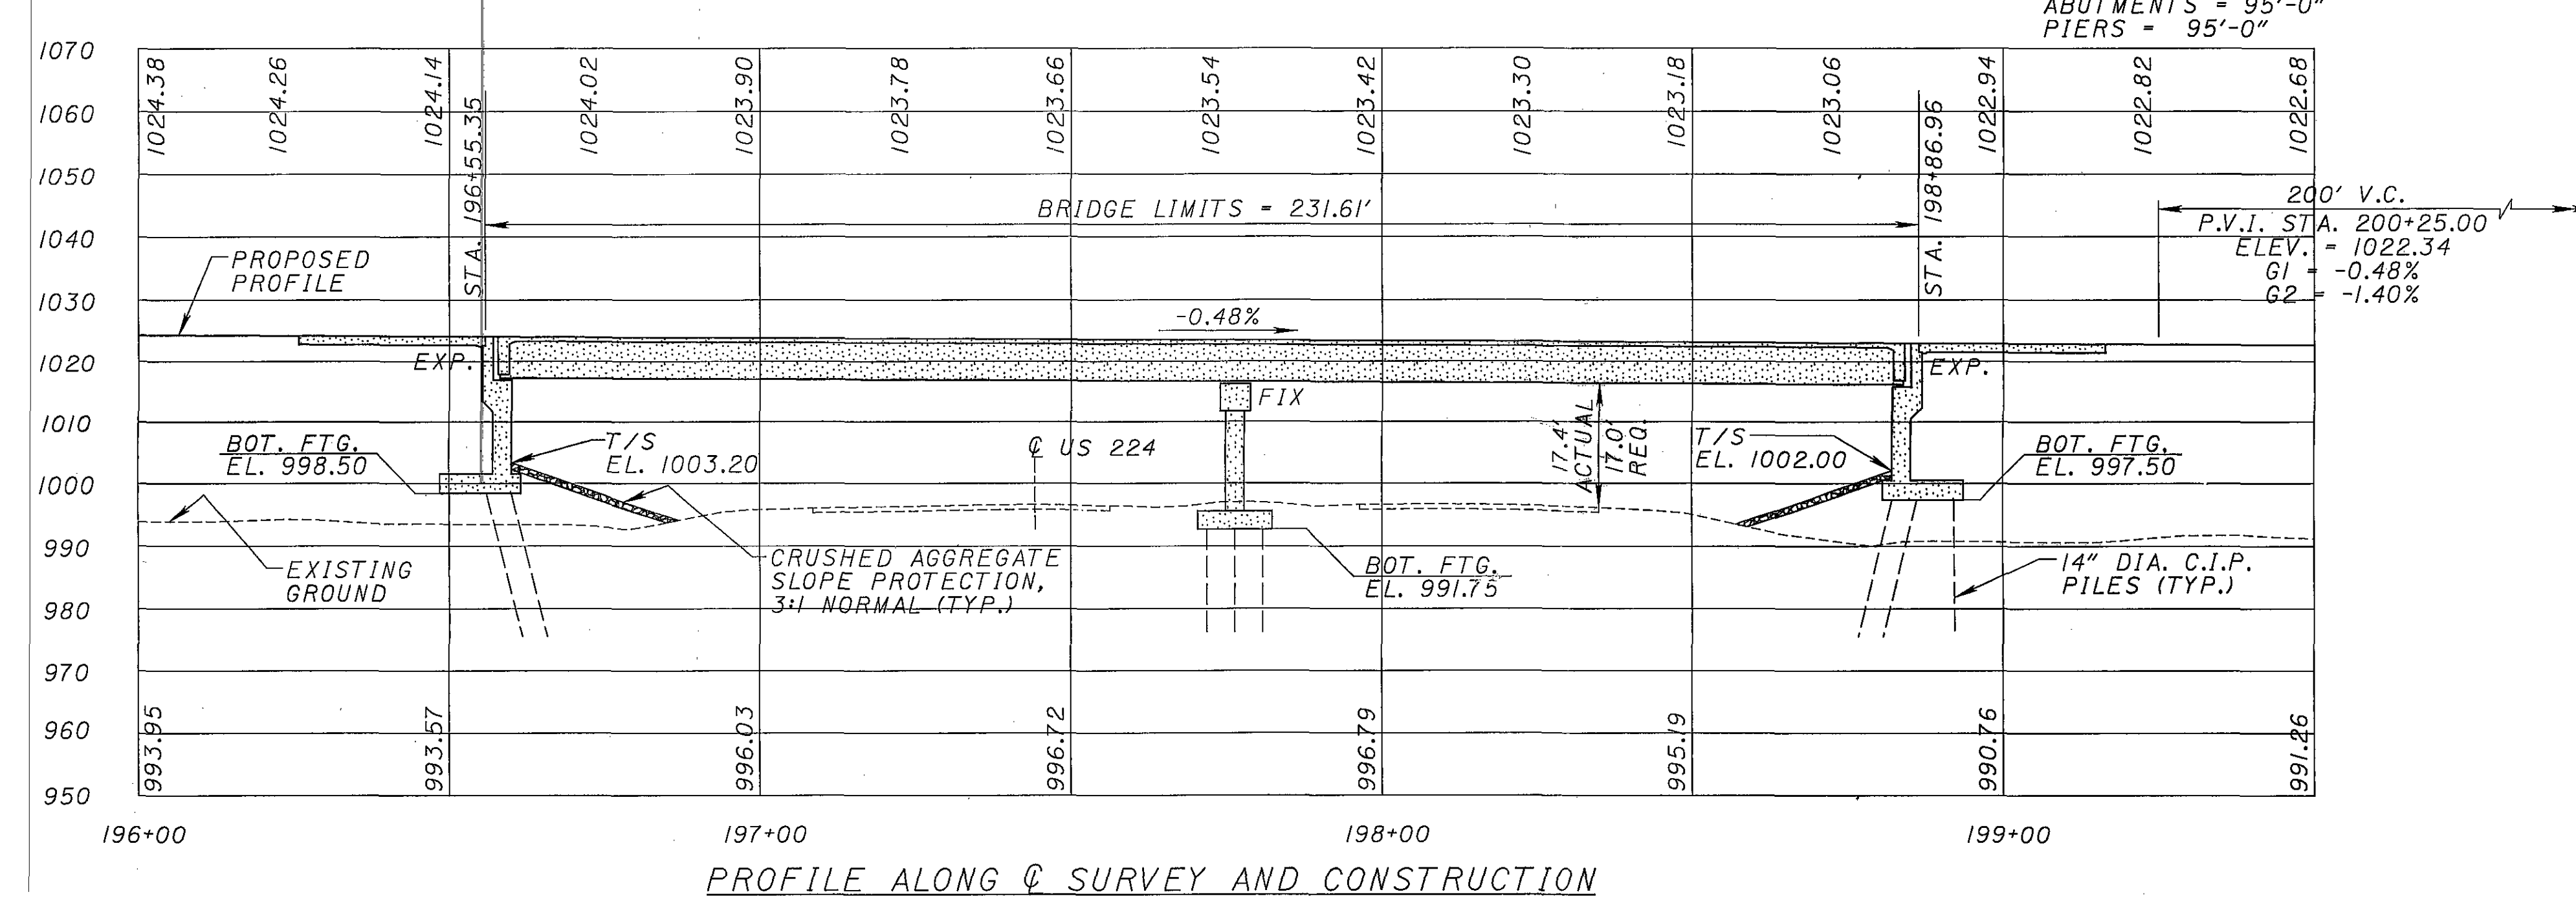 ABUTMENTS = 95'-0"
PIERS = 95'-0"
1070
1060
1050
1040
1030
1020
1010
1000
990
980
970
960
950
1024.38
1024.26
1024.14
1024.02
1023.90
1023.78
1023.66
1023.54
1023.42
1023.30
1023.18
1023.06
1022.94
1022.82
1022.68
STA. 196+55.35
STA. 198+86.96
BRIDGE LIMITS = 231.61'
200' V.C.
P.V.I. STA. 200+25.00
ELEV. = 1022.34
G1 = -0.48%
G2 = -1.40%
PROPOSED
PROFILE
-0.48%
EXP.
EXP.
FIX
17.4'
ACTUAL
17.0'
REQ.
BOT. FTG.
EL. 998.50
T/S
EL. 1003.20
℄ US 224
T/S
EL. 1002.00
BOT. FTG.
EL. 997.50
EXISTING
GROUND
CRUSHED AGGREGATE
SLOPE PROTECTION,
3:1 NORMAL (TYP.)
BOT. FTG.
EL. 991.75
14" DIA. C.I.P.
PILES (TYP.)
993.95
993.57
996.03
996.72
996.79
995.19
990.76
991.26
196+00
197+00
198+00
199+00
PROFILE ALONG ℄ SURVEY AND CONSTRUCTION